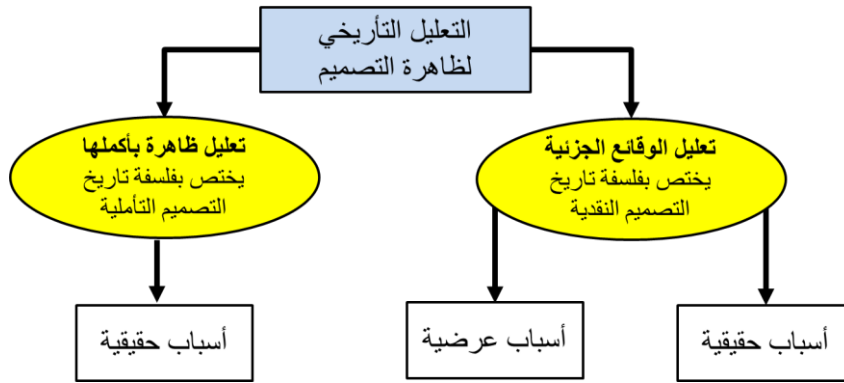 التعليل التأريخي
لظاهرة التصميم
تعليل الوقائع الجزئية
يختص بفلسفة تاريخ
التصميم النقدية
تعليل ظاهرة بأكملها
يختص بفلسفة تاريخ
التصميم التأملية
أسباب حقيقية
أسباب عرضية
أسباب حقيقية